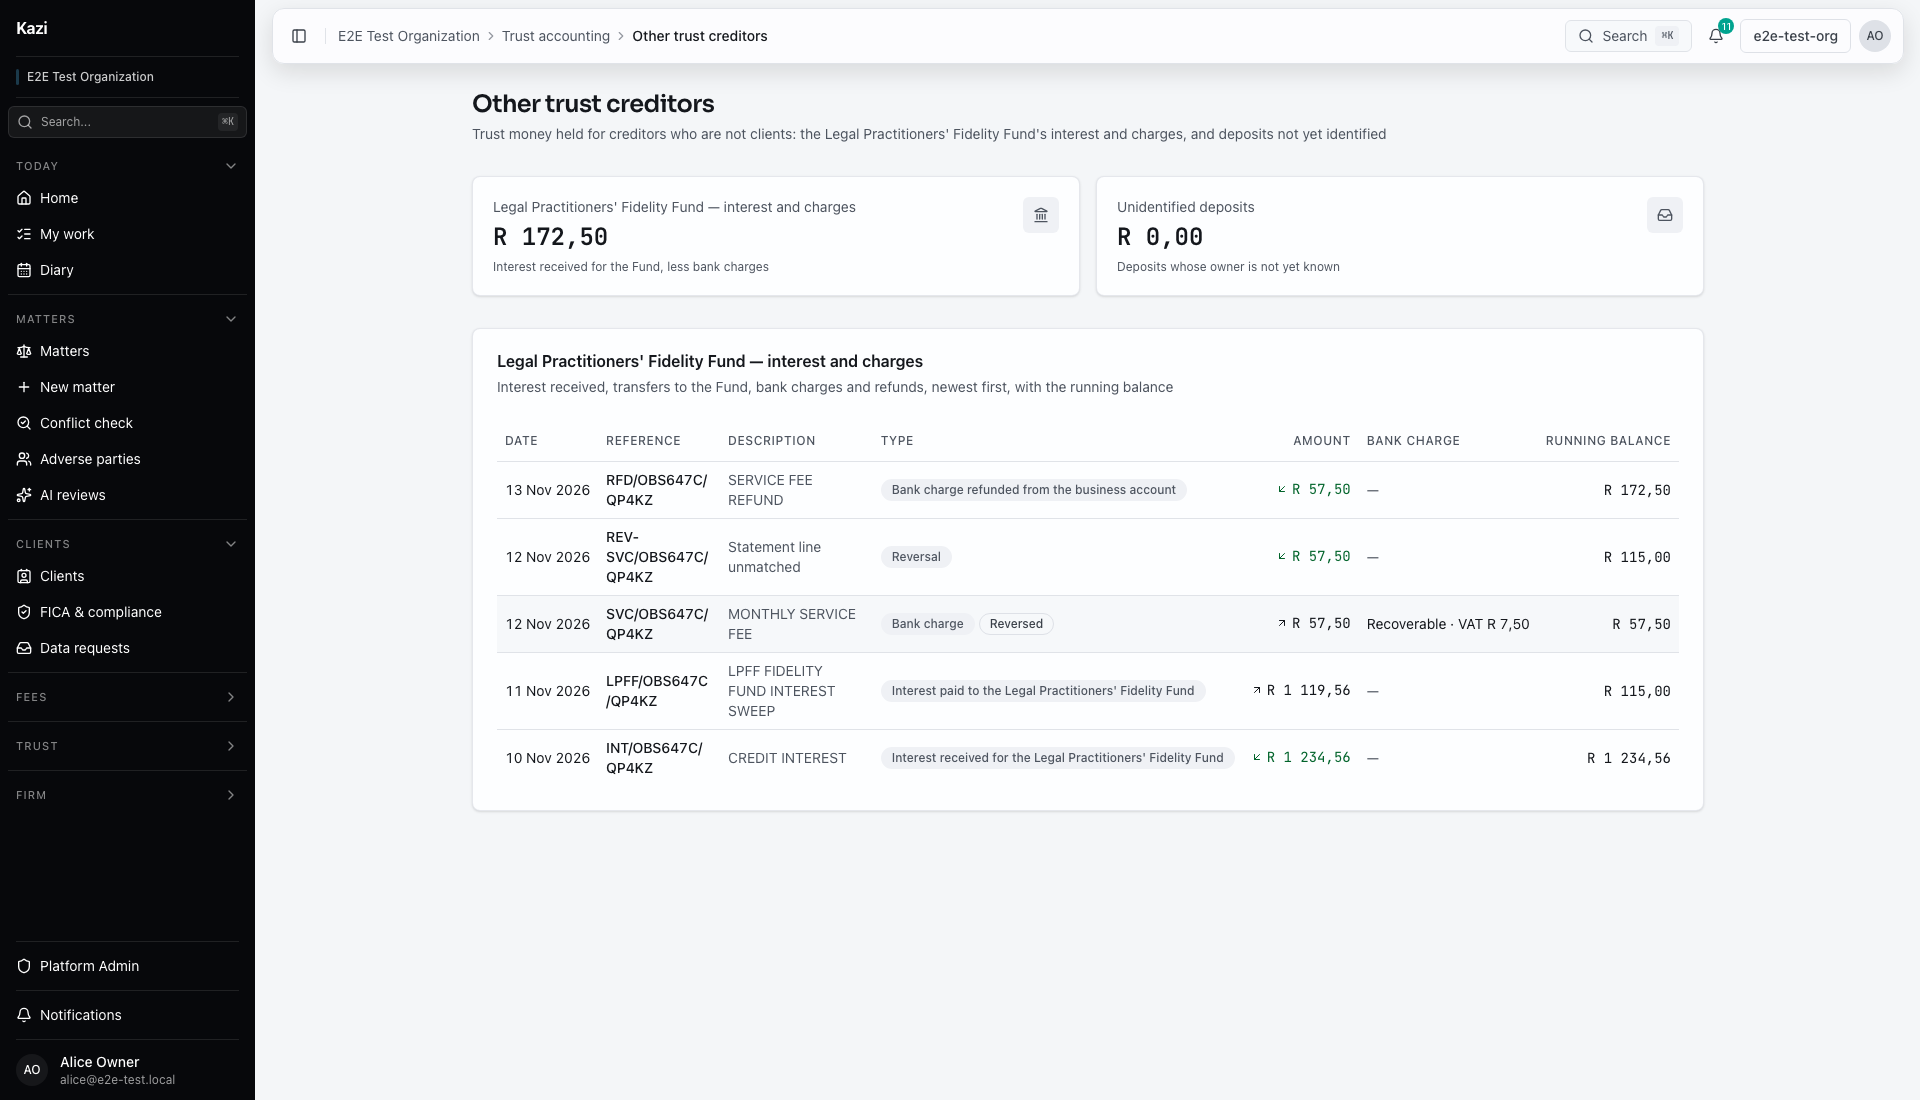 Kazi
E2E Test Organization
Search... ⌘K
TODAY
Home
My work
Diary
MATTERS
Matters
New matter
Conflict check
Adverse parties
AI reviews
CLIENTS
Clients
FICA & compliance
Data requests
FEES
TRUST
FIRM
Platform Admin
Notifications
AO Alice Owner
alice@e2e-test.local
E2E Test Organization > Trust accounting > Other trust creditors
Search ⌘K 11 e2e-test-org AO
Other trust creditors
Trust money held for creditors who are not clients: the Legal Practitioners' Fidelity Fund's interest and charges, and deposits not yet identified
Legal Practitioners' Fidelity Fund — interest and charges
R 172,50
Interest received for the Fund, less bank charges
Unidentified deposits
R 0,00
Deposits whose owner is not yet known
Legal Practitioners' Fidelity Fund — interest and charges
Interest received, transfers to the Fund, bank charges and refunds, newest first, with the running balance
DATE REFERENCE DESCRIPTION TYPE AMOUNT BANK CHARGE RUNNING BALANCE
13 Nov 2026 RFD/OBS647C/ SERVICE FEE Bank charge refunded from the business account R 57,50 — R 172,50
QP4KZ REFUND
12 Nov 2026 REV- Statement line Reversal R 57,50 — R 115,00
SVC/OBS647C/ unmatched
QP4KZ
12 Nov 2026 SVC/OBS647C/ MONTHLY SERVICE Bank charge Reversed R 57,50 Recoverable · VAT R 7,50 R 57,50
QP4KZ FEE
11 Nov 2026 LPFF/OBS647C LPFF FIDELITY Interest paid to the Legal Practitioners' Fidelity Fund R 1 119,56 — R 115,00
/QP4KZ FUND INTEREST
SWEEP
10 Nov 2026 INT/OBS647C/ CREDIT INTEREST Interest received for the Legal Practitioners' Fidelity Fund R 1 234,56 — R 1 234,56
QP4KZ